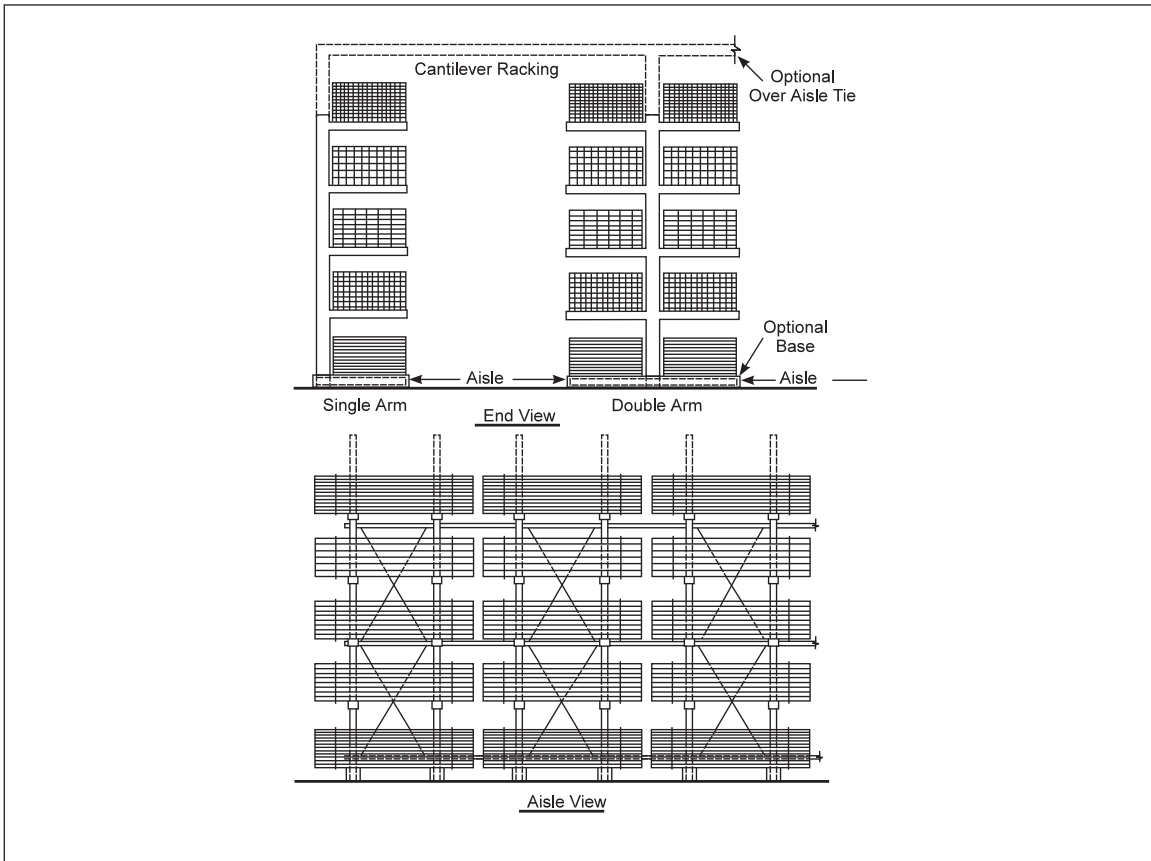 Cantilever Racking
Optional
Over Aisle Tie
Optional
Base
Aisle
Aisle
Single Arm
Double Arm
End View
Aisle View